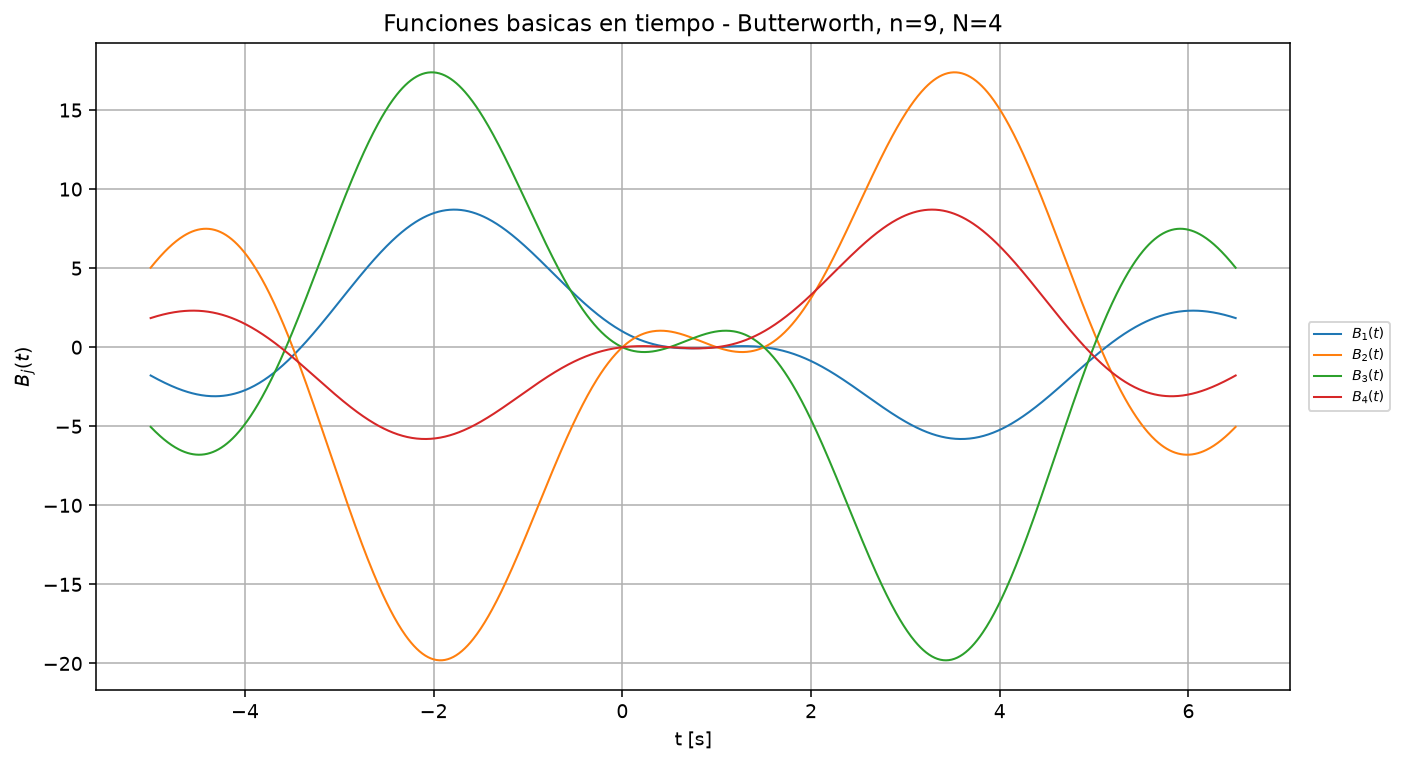 Funciones basicas en tiempo - Butterworth, n=9, N=4
15
10
5
0
−5
−10
−15
−20
−4
−2
0
2
4
6
B_j(t)
t [s]
B_1(t)
B_2(t)
B_3(t)
B_4(t)